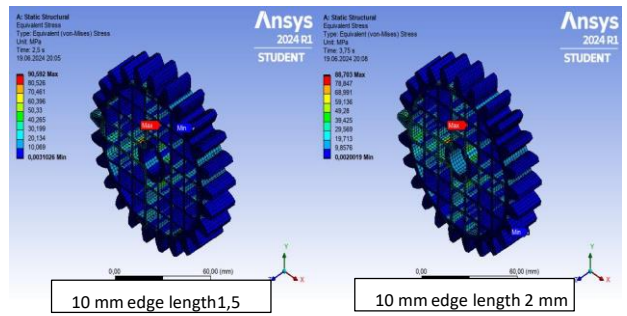 A: Static Structural
Equivalent Stress
Type: Equivalent (von-Mises) Stress
Unit: MPa
Time: 2,5 s
19.06.2024 20:05
90,592 Max
80,526
70,461
60,396
50,33
40,265
30,199
20,134
10,069
0,0031026 Min
Ansys
2024 R1
STUDENT
Max
Min
0,00
60,00 (mm)
Y
X
10 mm edge length1,5
A: Static Structural
Equivalent Stress
Type: Equivalent (von-Mises) Stress
Unit: MPa
Time: 3,75 s
19.06.2024 20:08
88,703 Max
78,847
68,991
59,136
49,28
39,425
29,569
19,713
9,8576
0,0020019 Min
Ansys
2024 R1
STUDENT
Max
Min
0,00
60,00 (mm)
Y
X
10 mm edge length 2 mm